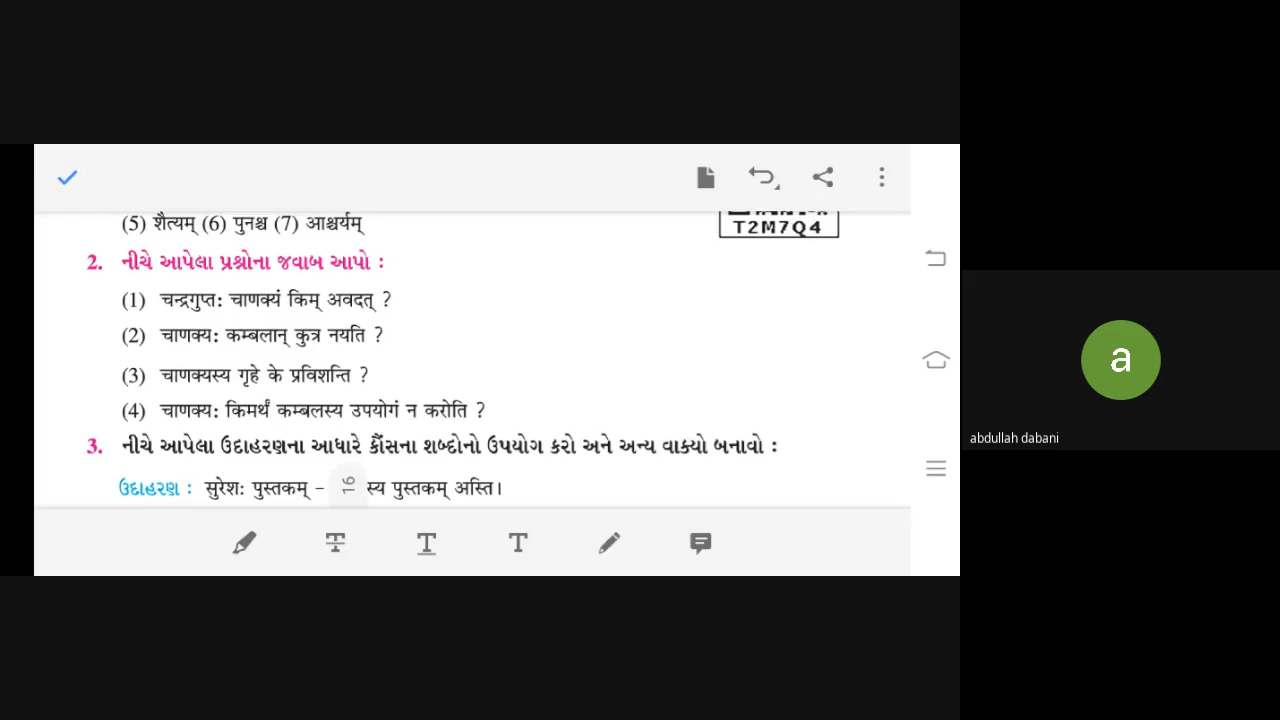 (5) शैत्यम् (6) पुनश्च (7) आश्चर्यम्
T2M7Q4
2. નીચે આપેલા પ્રશ્નોના જવાબ આપો :
(1) चन्द्रगुप्तः चाणक्यं किम् अवदत् ?
(2) चाणक्यः कम्बलान् कुत्र नयति ?
(3) चाणक्यस्य गृहे के प्रविशन्ति ?
(4) चाणक्यः किमर्थं कम्बलस्य उपयोगं न करोति ?
3. નીચે આપેલા ઉદાહરણના આધારે કૌંસના શબ્દોનો ઉપયોગ કરો અને અન્ય વાક્યો બનાવો :
ઉદાહરણ : सुरेशः पुस्तकम् – 16 स्य पुस्तकम् अस्ति।
a
abdullah dabani